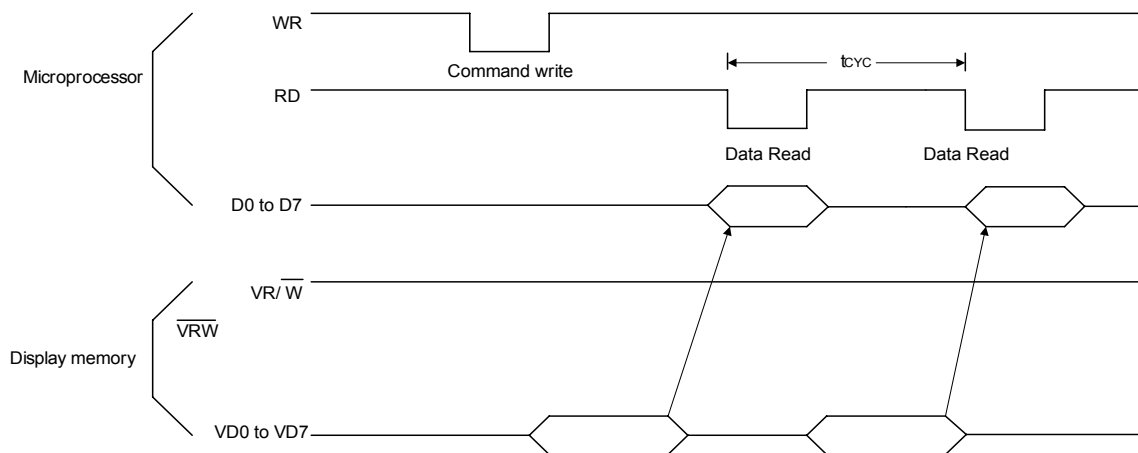 WR
Command write
Microprocessor
tCYC
RD
Data Read
Data Read
D0 to D7
VR/ W̅
V̅R̅W̅
Display memory
VD0 to VD7